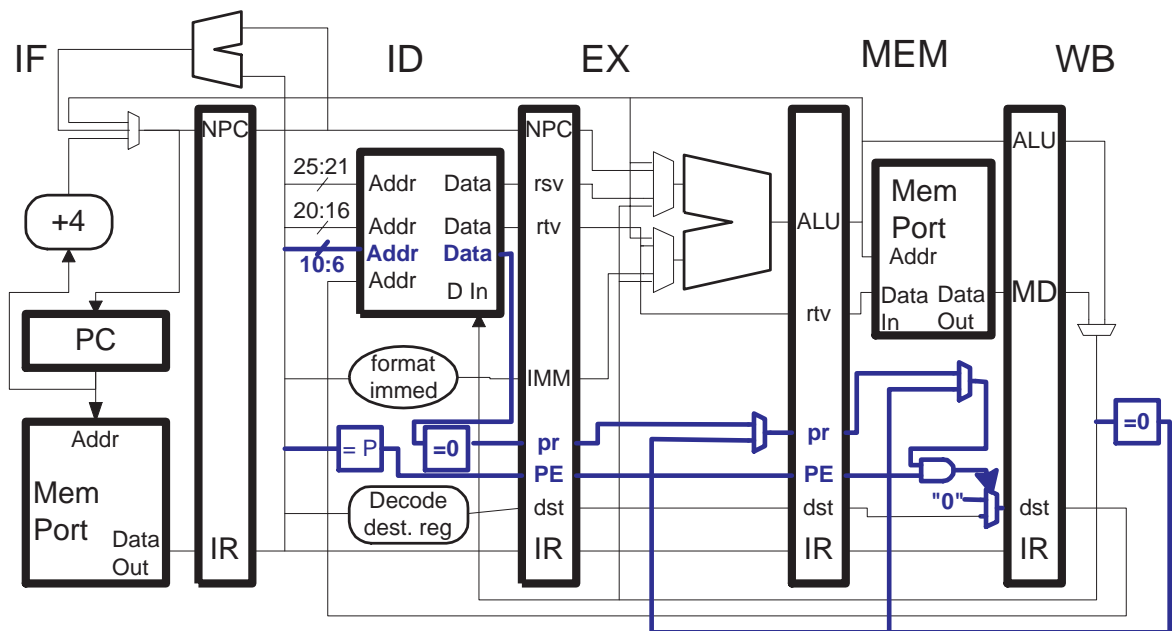 IF
ID
EX
MEM
WB
NPC
NPC
ALU
25:21
Addr
Data
rsv
20:16
Addr
Data
rtv
10:6
Addr
Data
Addr
D In
+4
PC
Addr
Mem
Port
Data
Out
IR
format
immed
IMM
= P
=0
pr
PE
Decode
dest. reg
dst
IR
ALU
rtv
pr
PE
dst
IR
Mem
Port
Addr
Data
In
Data
Out
MD
"0"
dst
IR
=0